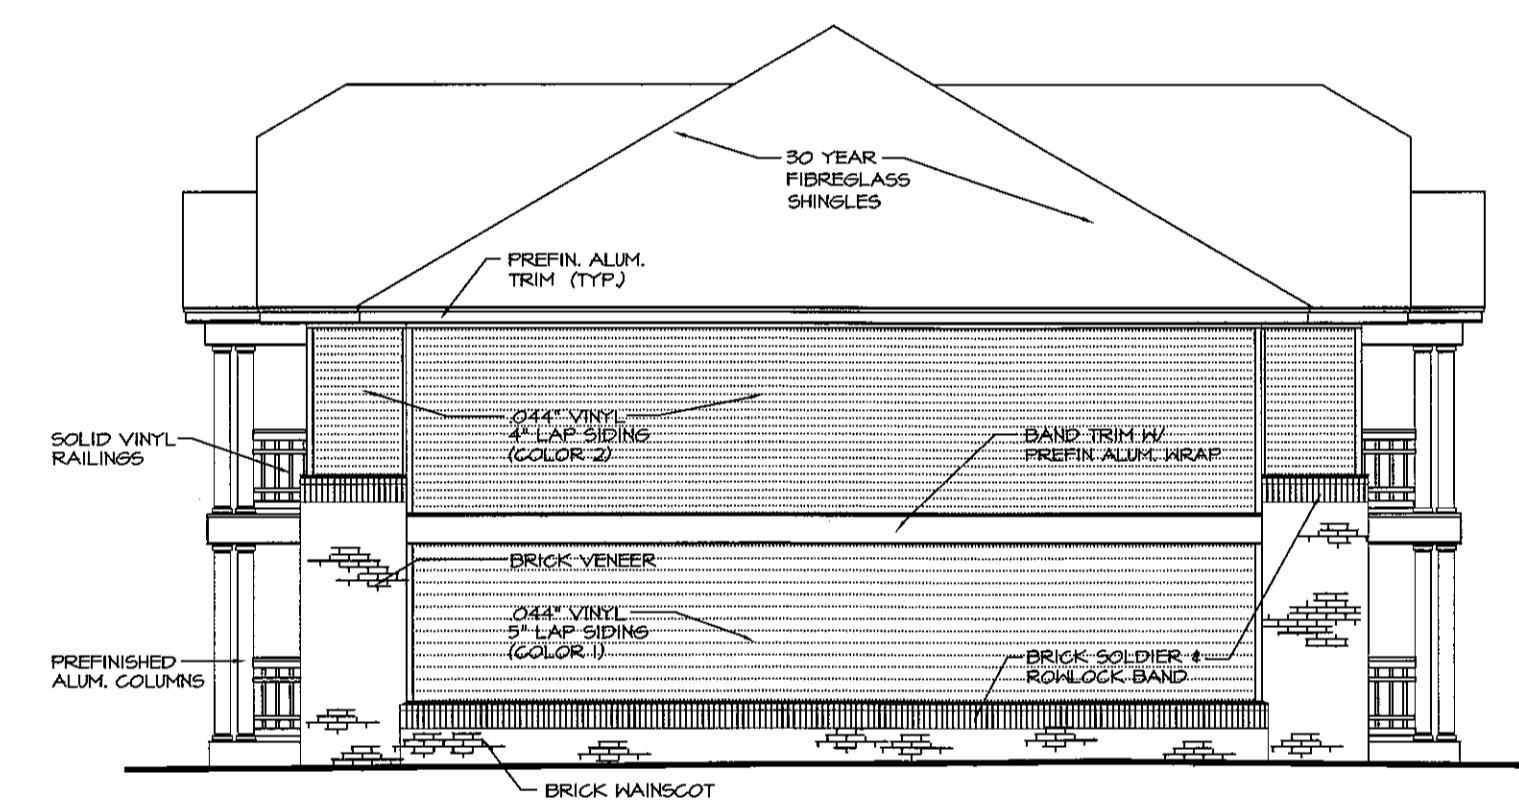 30 YEAR
FIBREGLASS
SHINGLES
PREFIN. ALUM.
TRIM (TYP.)
.044" VINYL
4" LAP SIDING
(COLOR 2)
SOLID VINYL
RAILINGS
BAND TRIM W/
PREFIN ALUM. WRAP
BRICK VENEER
.044" VINYL
5" LAP SIDING
(COLOR 1)
PREFINISHED
ALUM. COLUMNS
BRICK SOLDIER &
ROWLOCK BAND
BRICK WAINSCOT